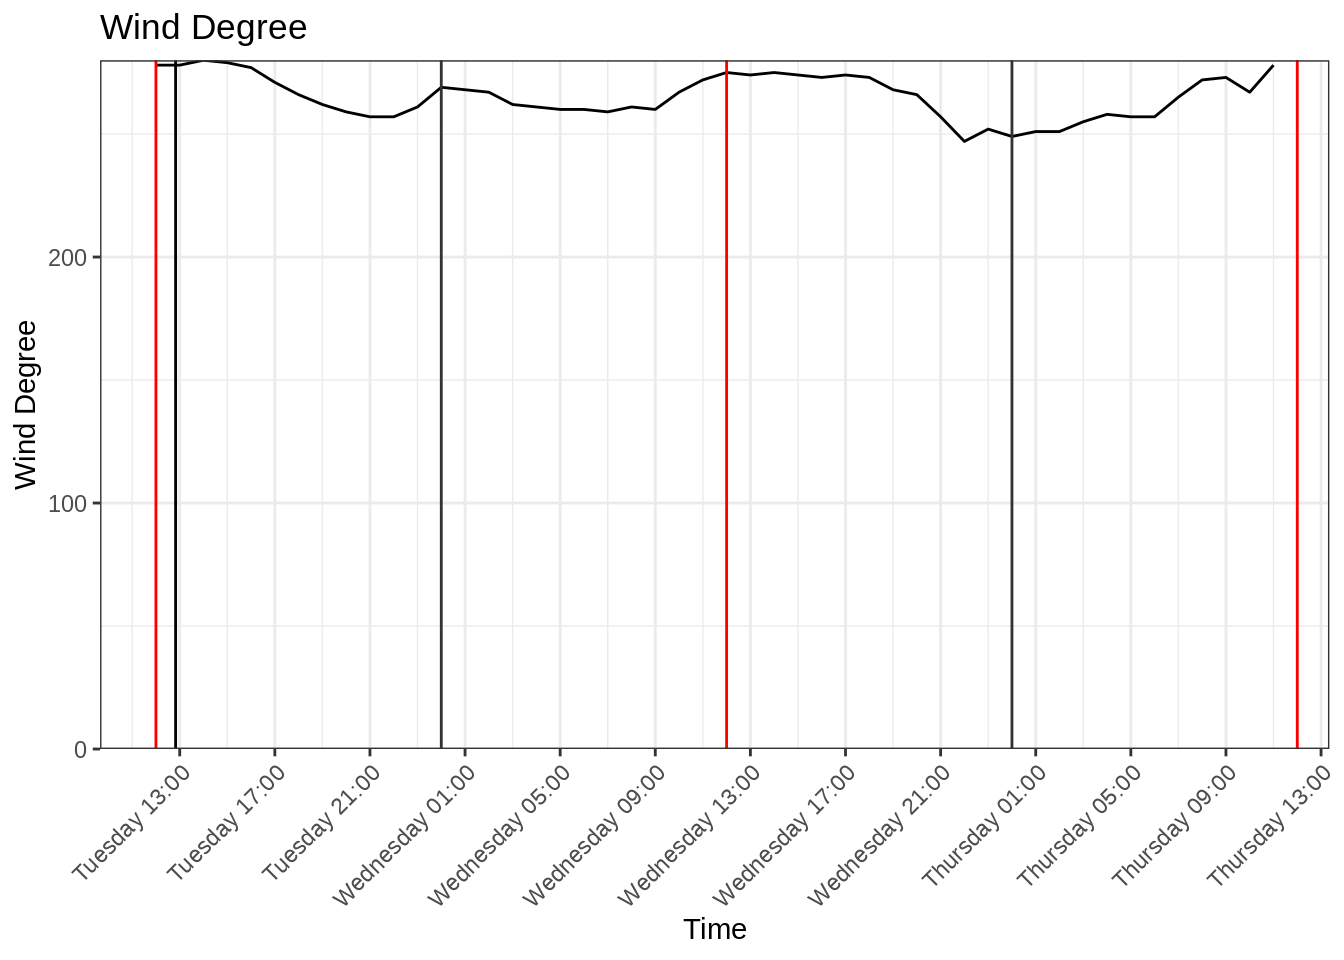 Wind Degree
Wind Degree
200
100
0
Tuesday 13:00
Tuesday 17:00
Tuesday 21:00
Wednesday 01:00
Wednesday 05:00
Wednesday 09:00
Wednesday 13:00
Wednesday 17:00
Wednesday 21:00
Thursday 01:00
Thursday 05:00
Thursday 09:00
Thursday 13:00
Time